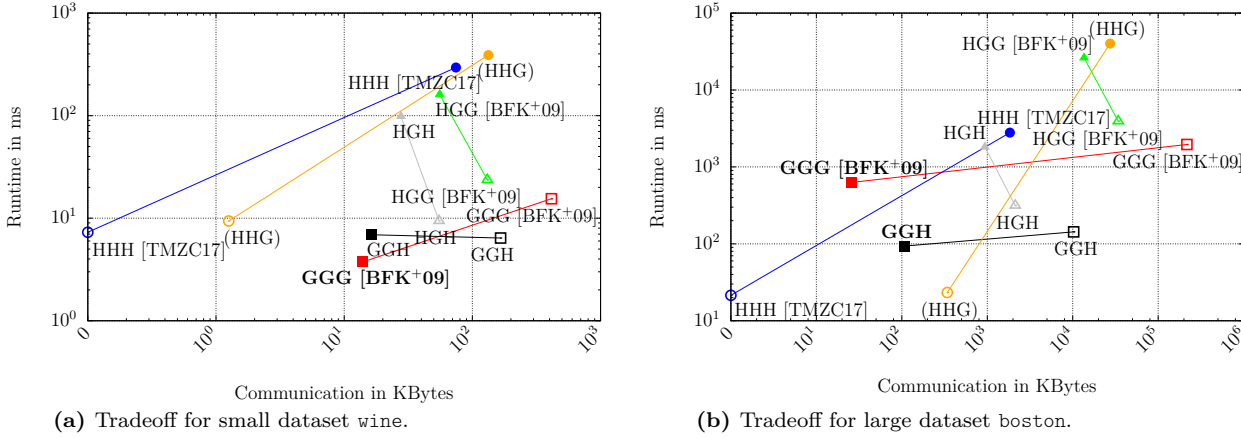 10³
10²
10¹
10⁰
Runtime in ms
HHH [TMZC17]
(HHG)
HGG [BFK⁺09]
HGH
HGG [BFK⁺09]
GGG [BFK⁺09]
HHH [TMZC17]
(HHG)
GGH
HGH
GGH
GGG [BFK⁺09]
0
10⁰
10¹
10²
10³
Communication in KBytes
(a) Tradeoff for small dataset wine.
10⁵
10⁴
10³
10²
10¹
Runtime in ms
HGG [BFK⁺09]
(HHG)
HHH [TMZC17]
HGH
HGG [BFK⁺09]
GGG [BFK⁺09]
GGG [BFK⁺09]
HGH
GGH
GGH
HHH [TMZC17]
(HHG)
0
10¹
10²
10³
10⁴
10⁵
10⁶
Communication in KBytes
(b) Tradeoff for large dataset boston.